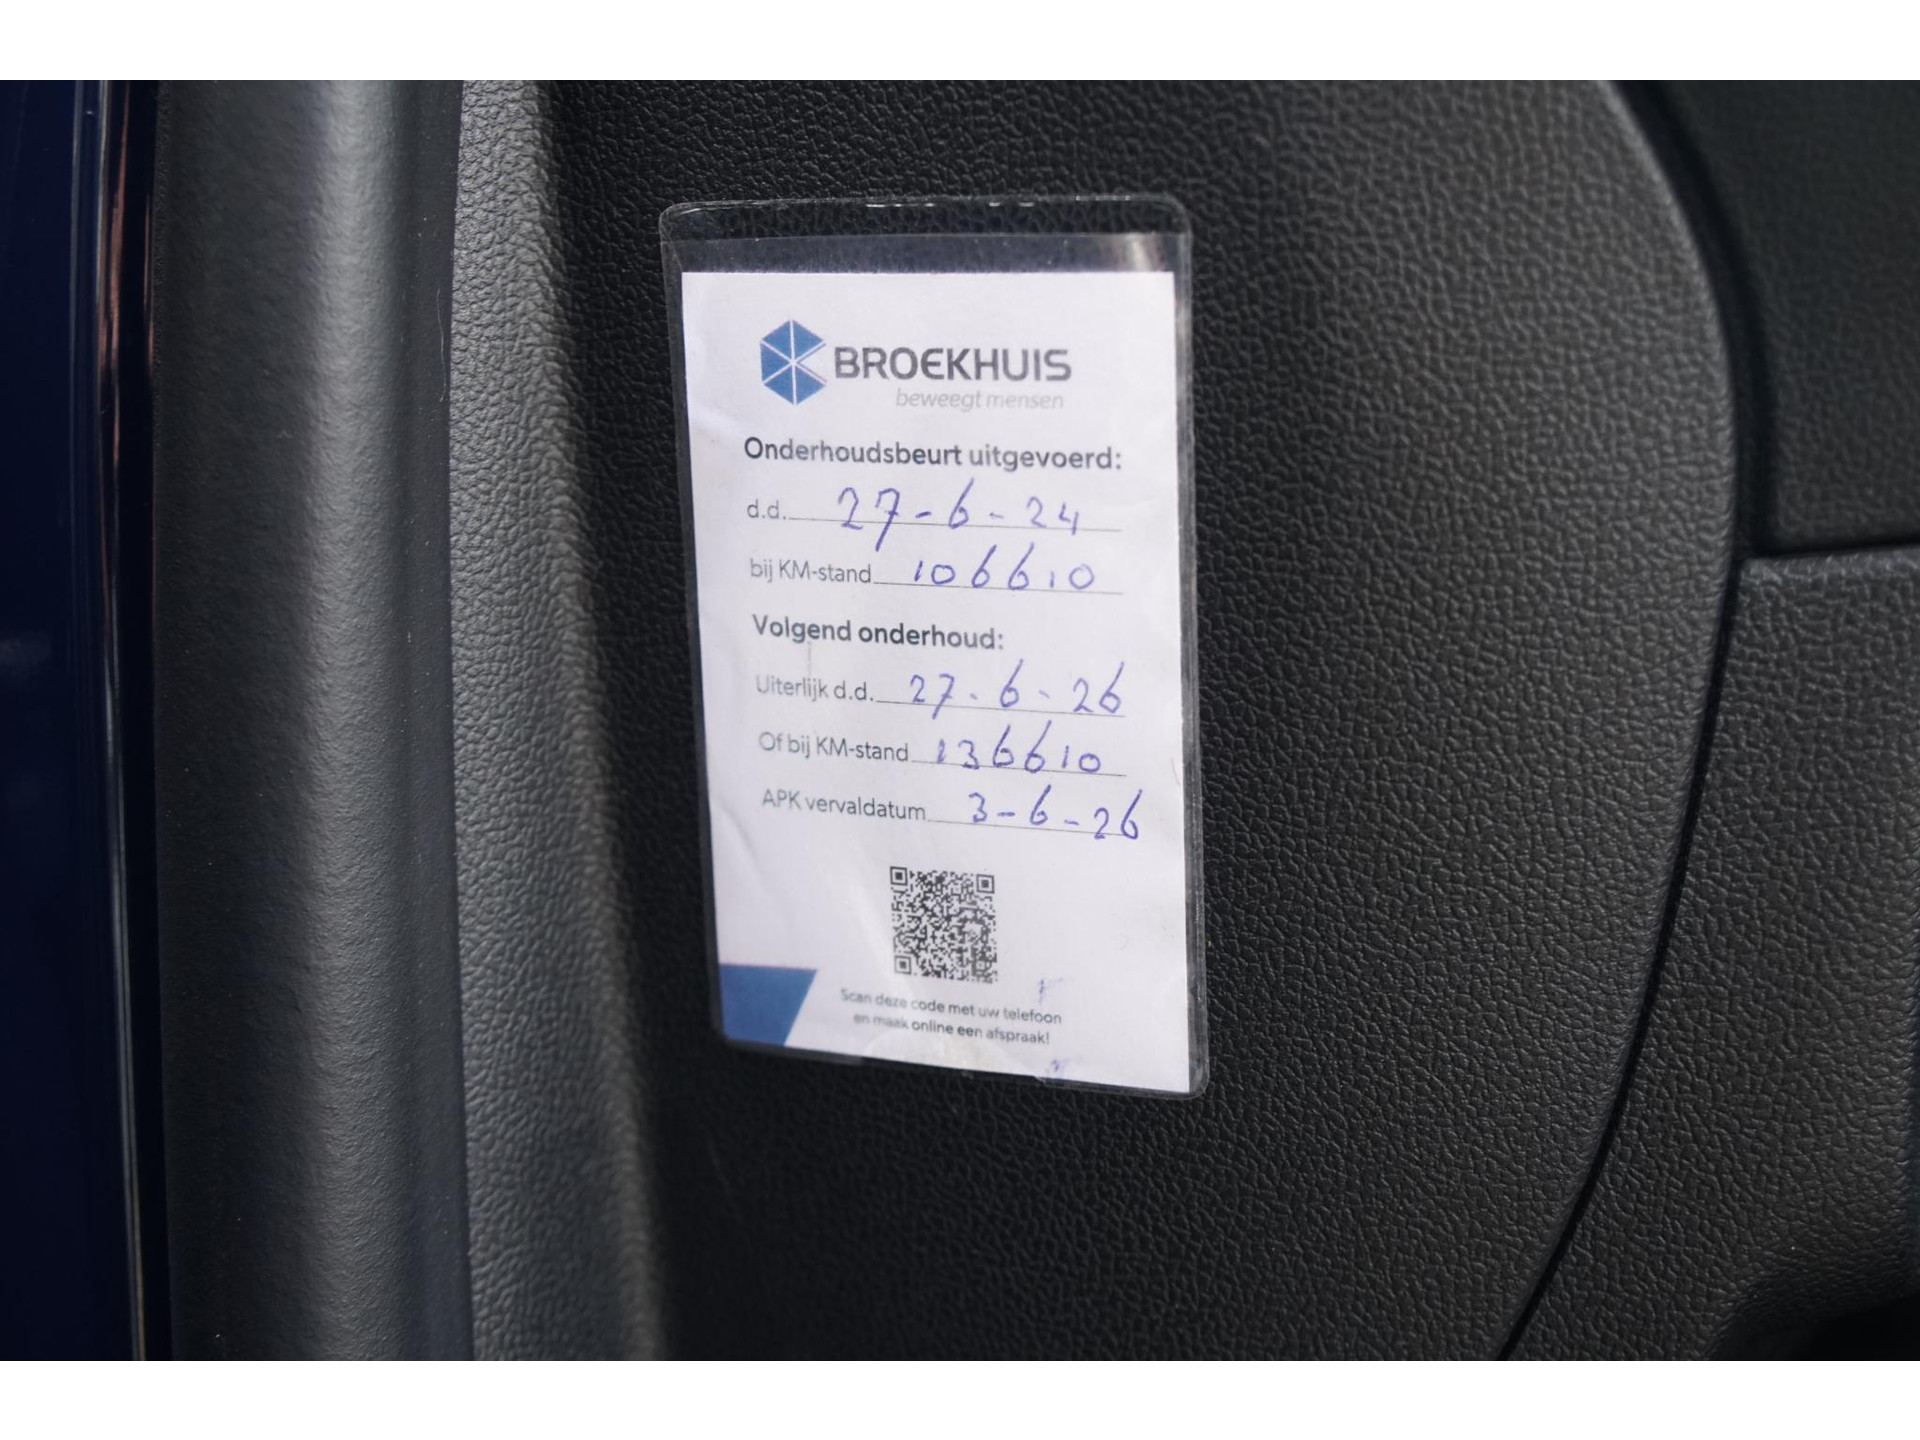 BROEKHUIS
beweegt mensen
Onderhoudsbeurt uitgevoerd:
d.d. 27-6-24
bij KM-stand 106610
Volgend onderhoud:
Uiterlijk d.d. 27-6-26
Of bij KM-stand 136610
APK vervaldatum 3-6-26
Scan deze code met uw telefoon
en maak online een afspraak!